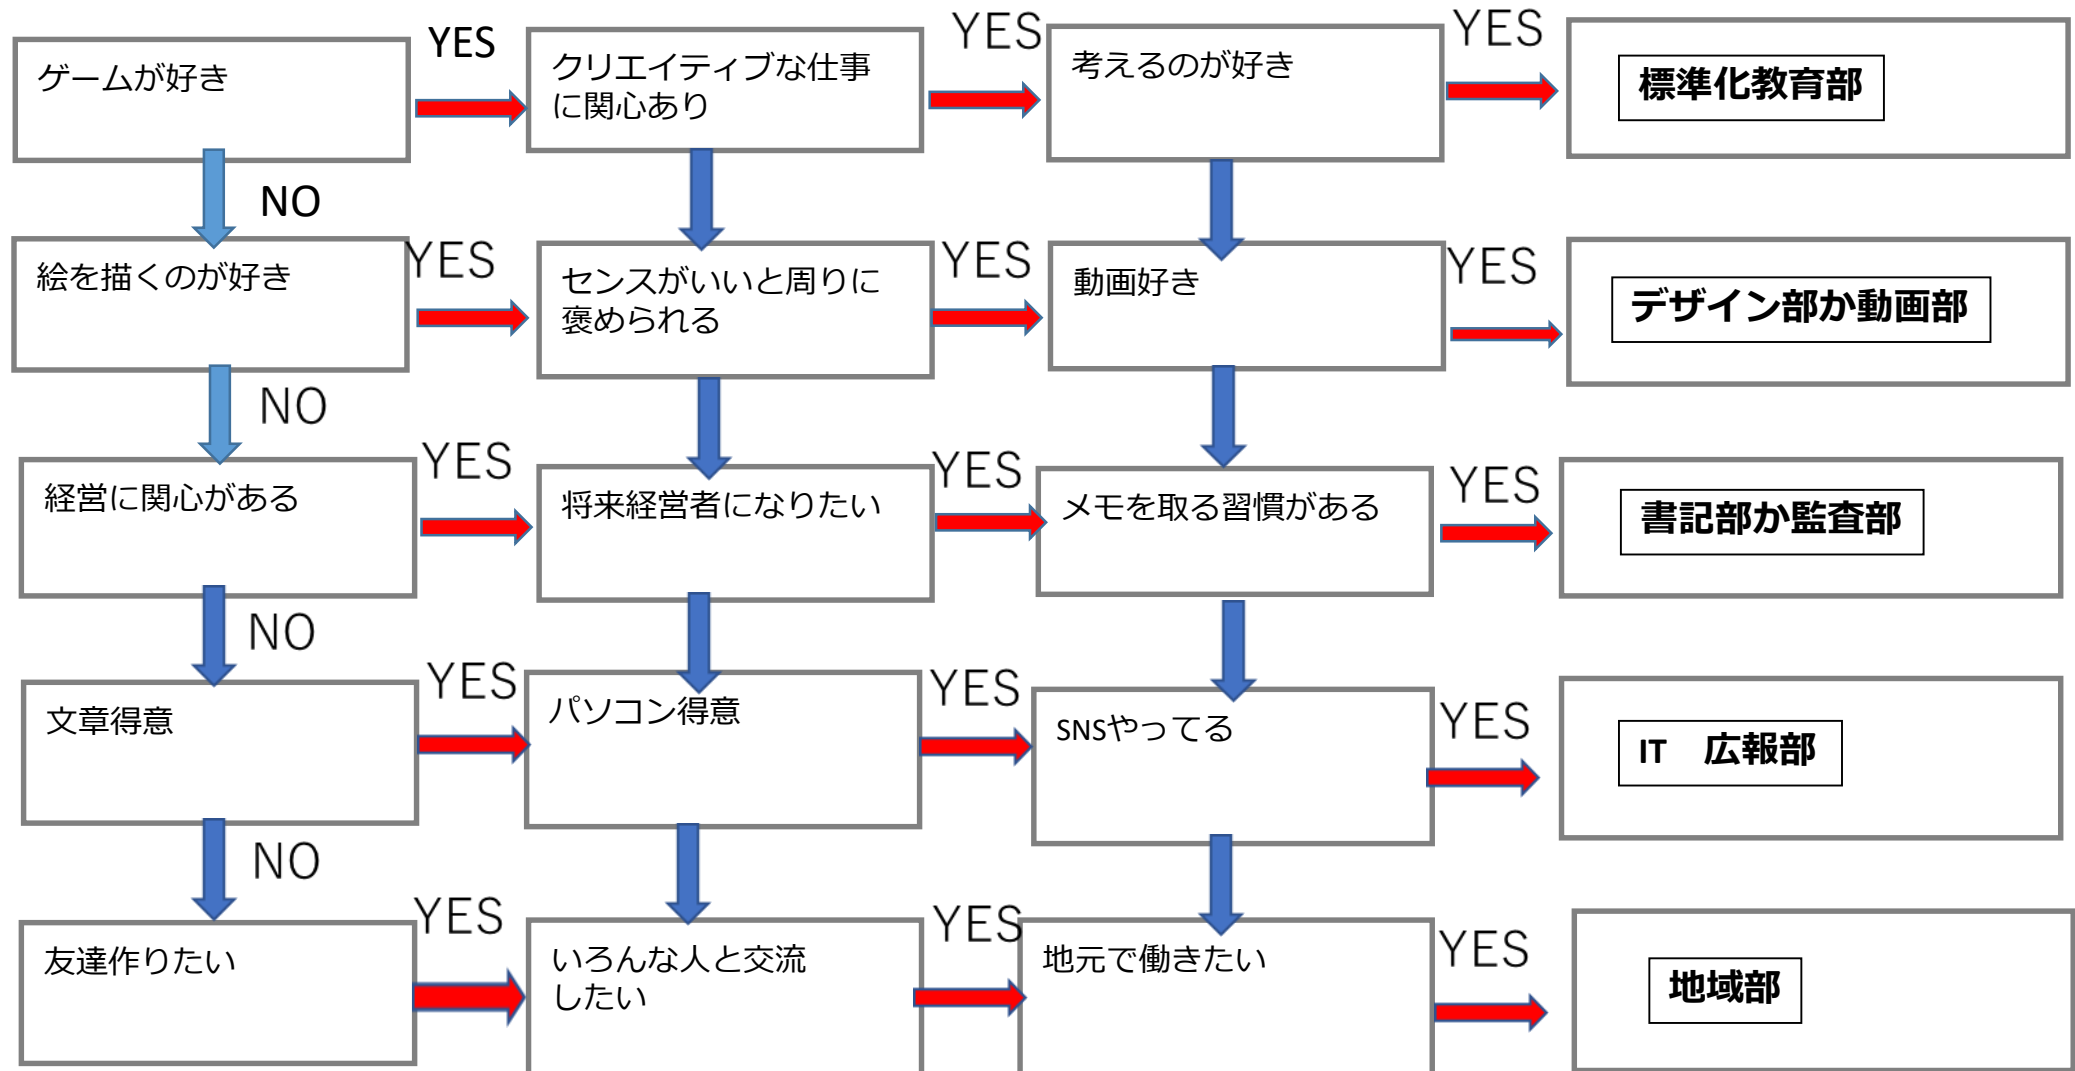 ゲームが好き
YES
クリエイティブな仕事
に関心あり
YES
考えるのが好き
YES
標準化教育部
NO
絵を描くのが好き
YES
センスがいいと周りに
褒められる
YES
動画好き
YES
デザイン部か動画部
NO
経営に関心がある
YES
将来経営者になりたい
YES
メモを取る習慣がある
YES
書記部か監査部
NO
文章得意
YES
パソコン得意
YES
SNSやってる
YES
IT　広報部
NO
友達作りたい
YES
いろんな人と交流
したい
YES
地元で働きたい
YES
地域部